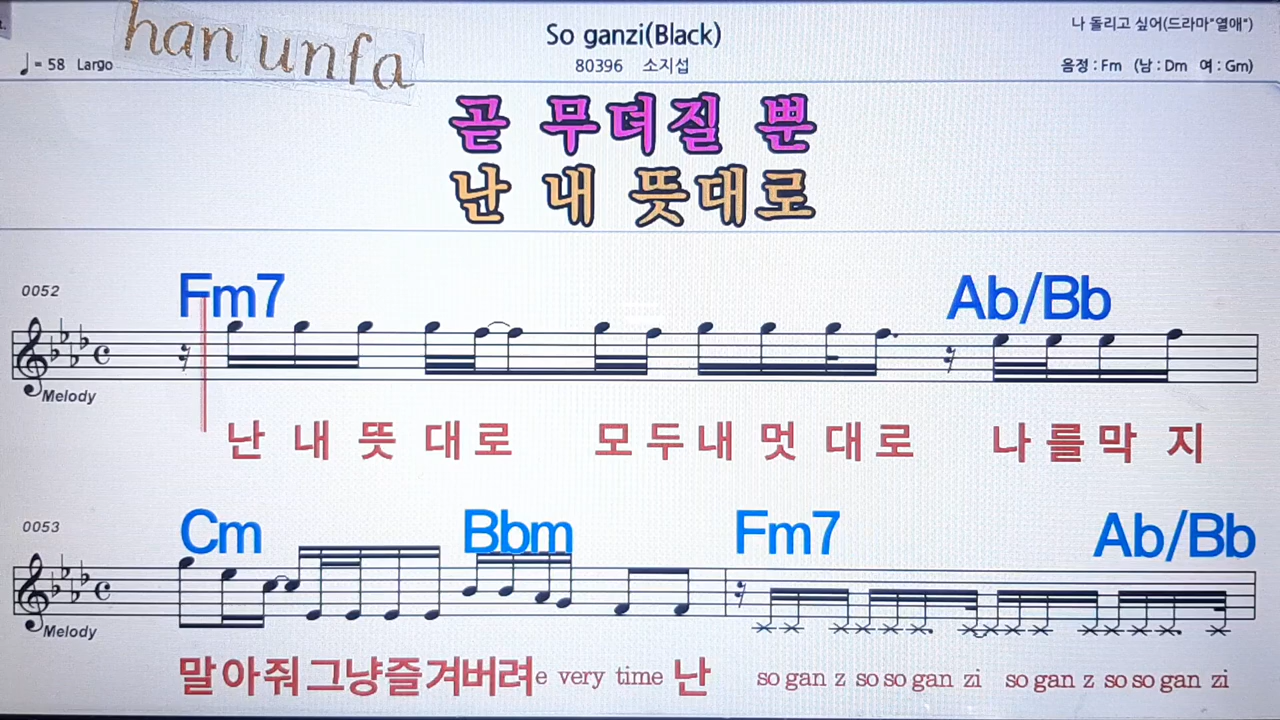 han unfa
So ganzi(Black)
나 돌리고 싶어(드라마"열애")
♩= 58 Largo
80396 소지섭
음정 : Fm (남 : Dm 여 : Gm)
곧 무뎌질 뿐
난 내 뜻대로
0052
Fm7 Ab/Bb
Melody
난 내 뜻 대로 모두내 멋 대로 나를막 지
0053
Cm Bbm Fm7 Ab/Bb
Melody
말아줘그냥즐겨버려e very time 난 so gan z so so gan zi so gan z so so gan zi